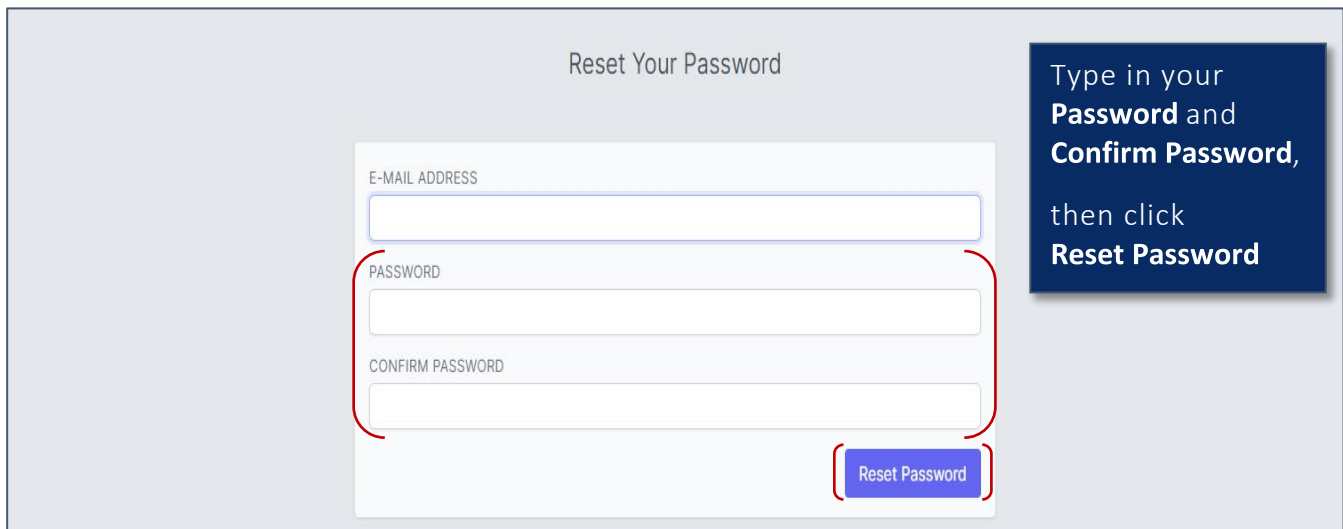 Reset Your Password
E-MAIL ADDRESS
PASSWORD
CONFIRM PASSWORD
Reset Password
Type in your
Password and
Confirm Password,
then click
Reset Password